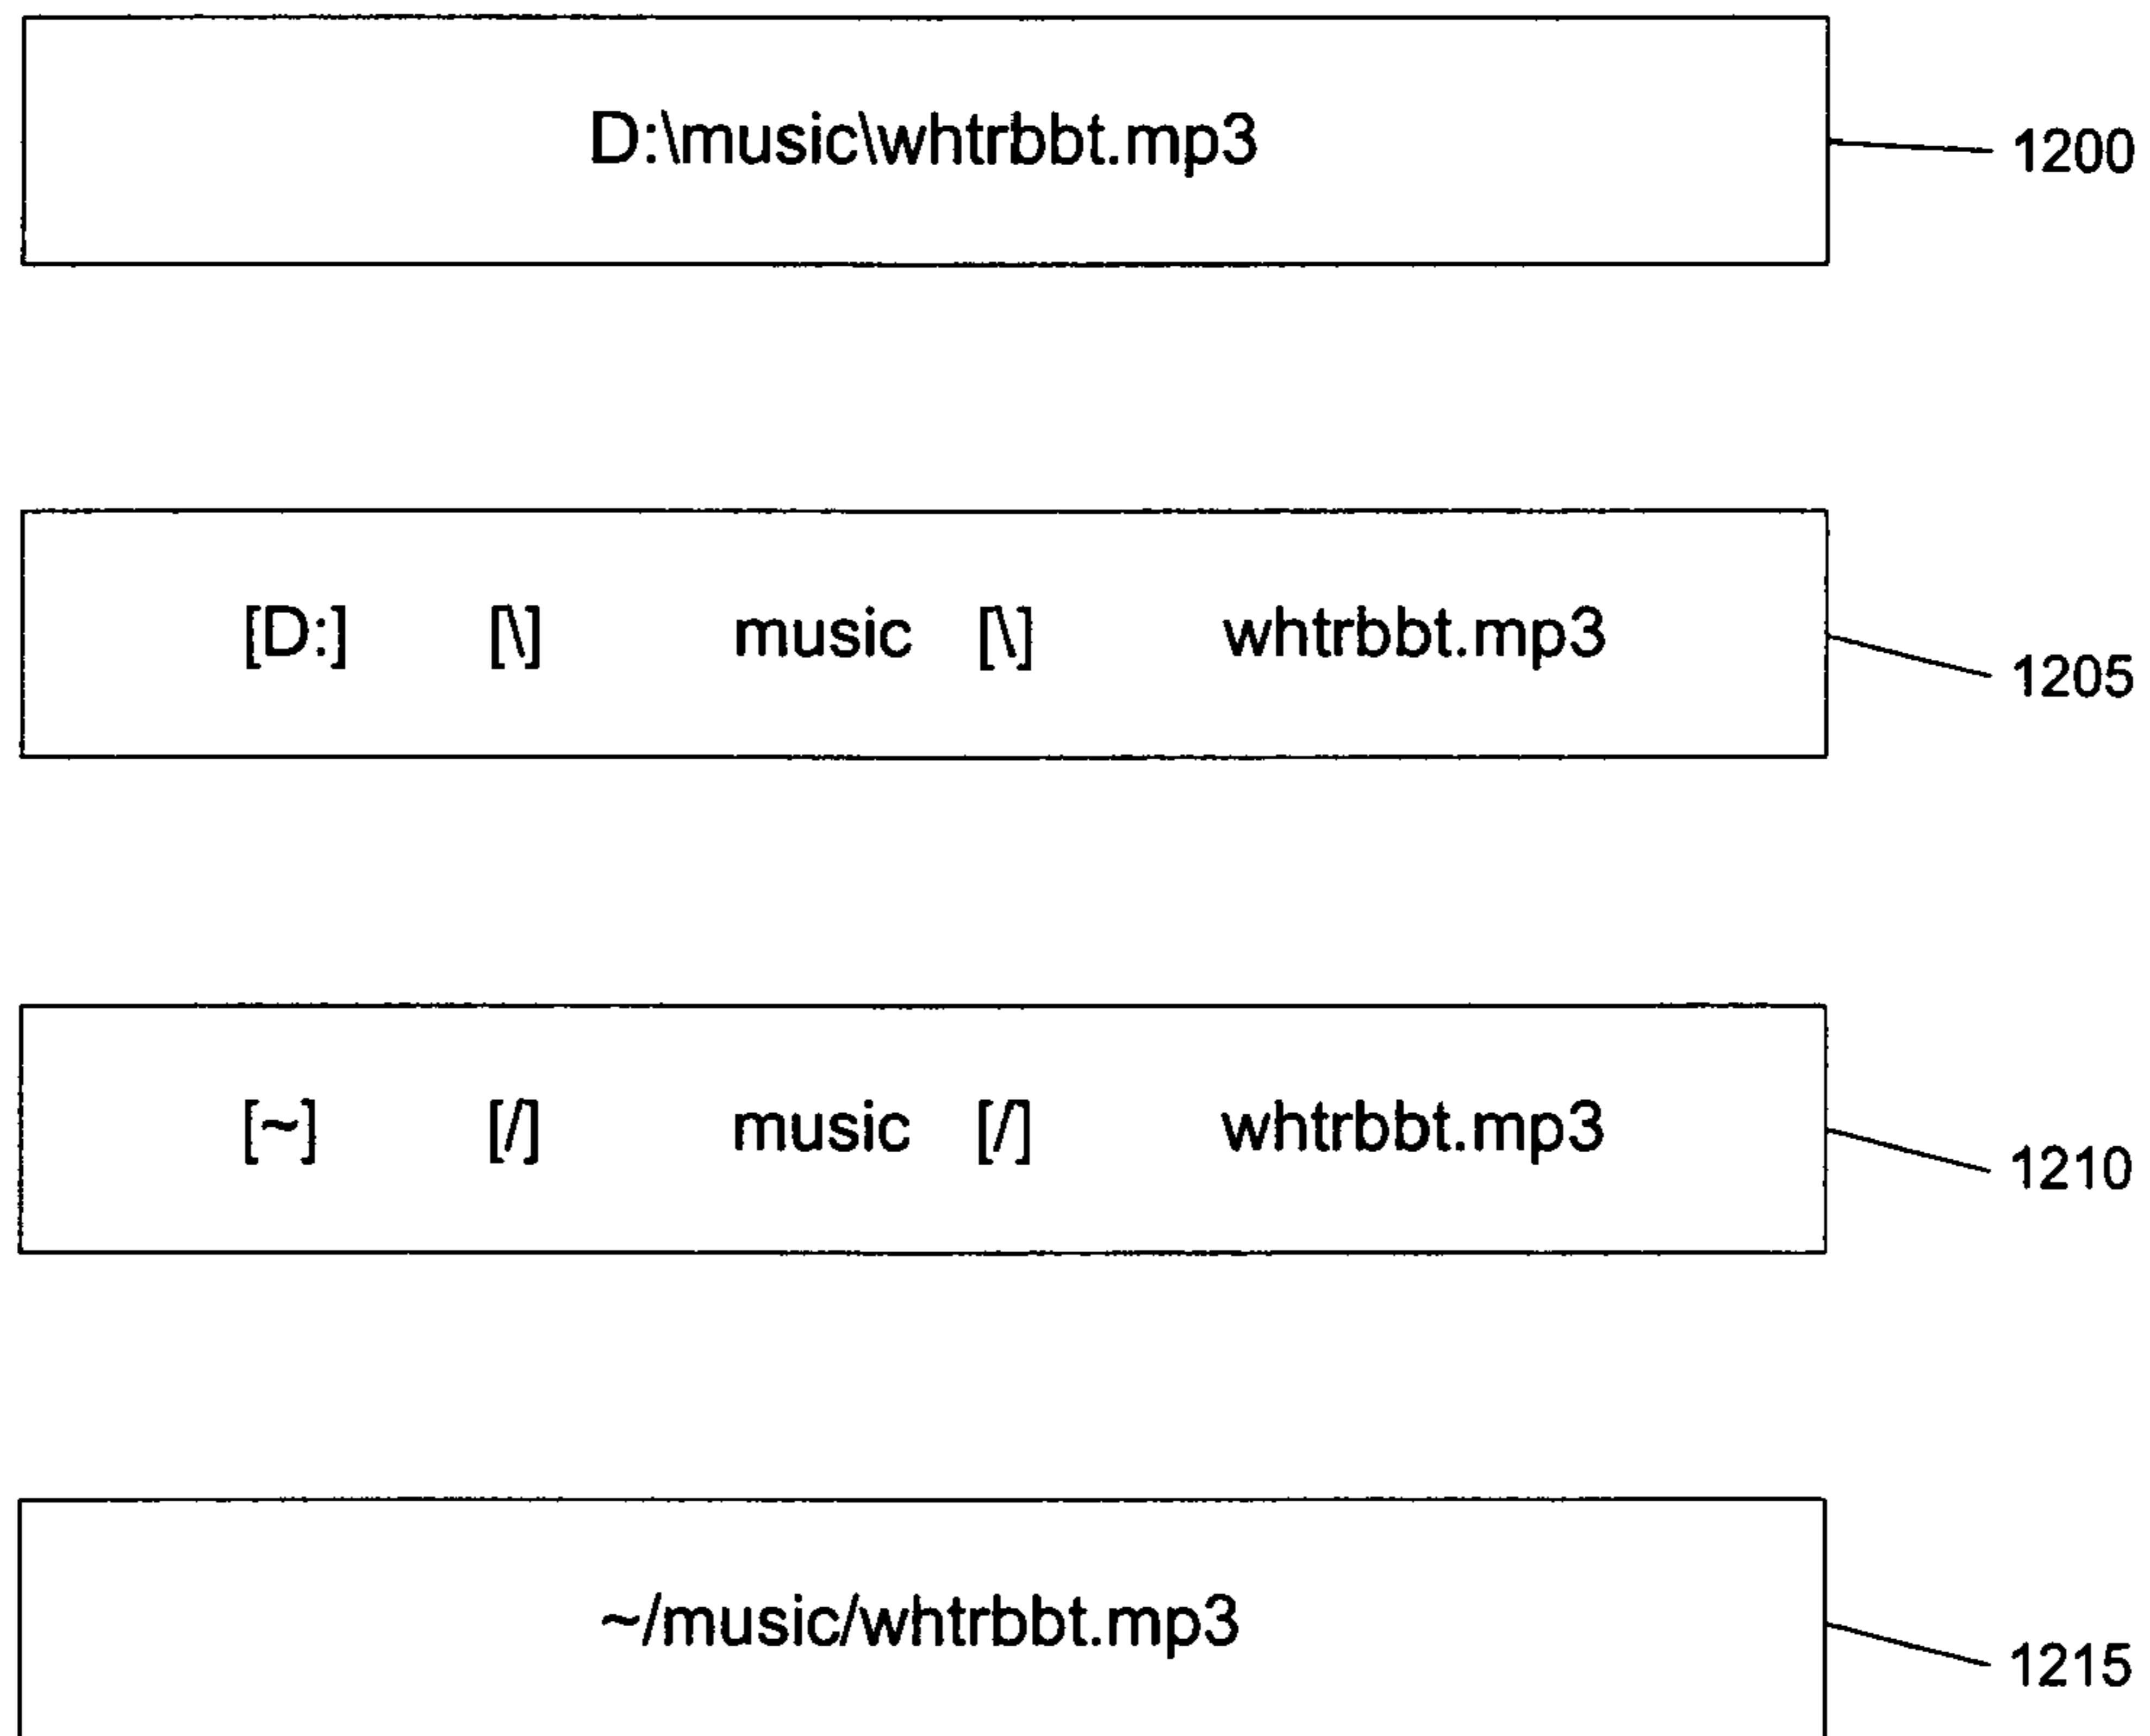 D:\music\whtrbbt.mp3
1200
[D:] [\] music [\] whtrbbt.mp3
1205
[~] [/] music [/] whtrbbt.mp3
1210
~/music/whtrbbt.mp3
1215